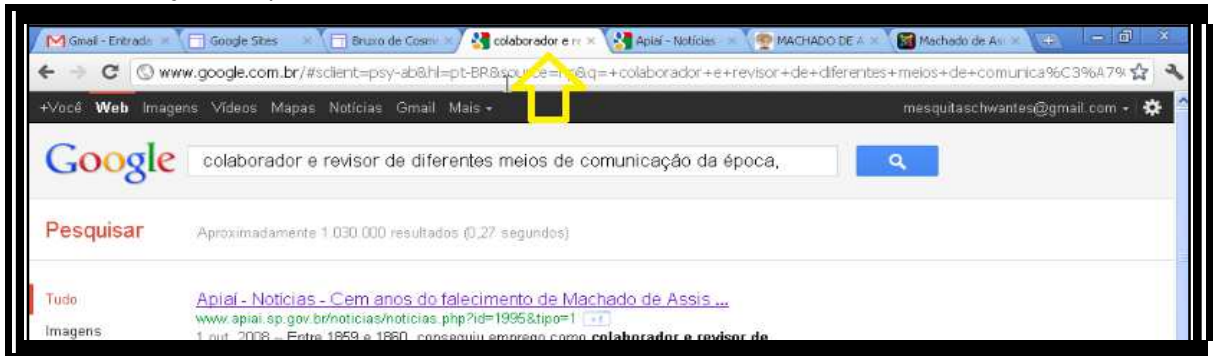 Gmail - Entrada Google Sites Bruxo de Cosm colaborador e re Apiaí - Notícias MACHADO DE A Machado de As
www.google.com.br/#sclient=psy-ab&hl=pt-BR&source=hp&q=+colaborador+e+revisor+de+diferentes+meios+de+comunica%C3%A7%
+Você Web Imagens Vídeos Mapas Notícias Gmail Mais mesquitaschwantes@gmail.com
Google colaborador e revisor de diferentes meios de comunicação da época,
Pesquisar Aproximadamente 1.030.000 resultados (0,27 segundos)
Tudo Apiaí - Notícias - Cem anos do falecimento de Machado de Assis ...
www.apiai.sp.gov.br/noticias/noticias.php?id=1995&tipo=1 +1
Imagens 1 out. 2008 – Entre 1859 e 1860, conseguiu emprego como colaborador e revisor de